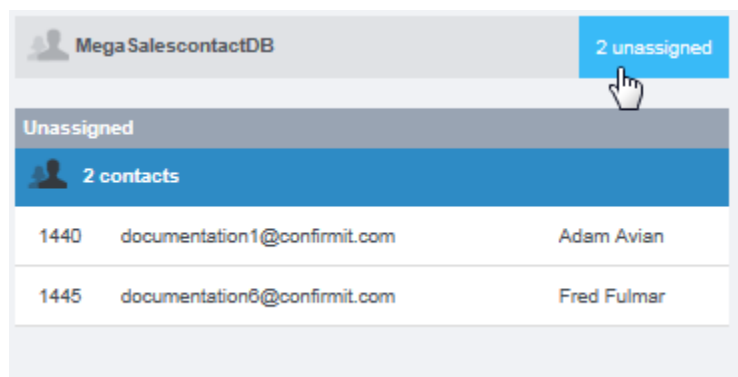 MegaSalescontactDB 2 unassigned
Unassigned
2 contacts
1440 documentation1@confirmit.com Adam Avian
1445 documentation6@confirmit.com Fred Fulmar